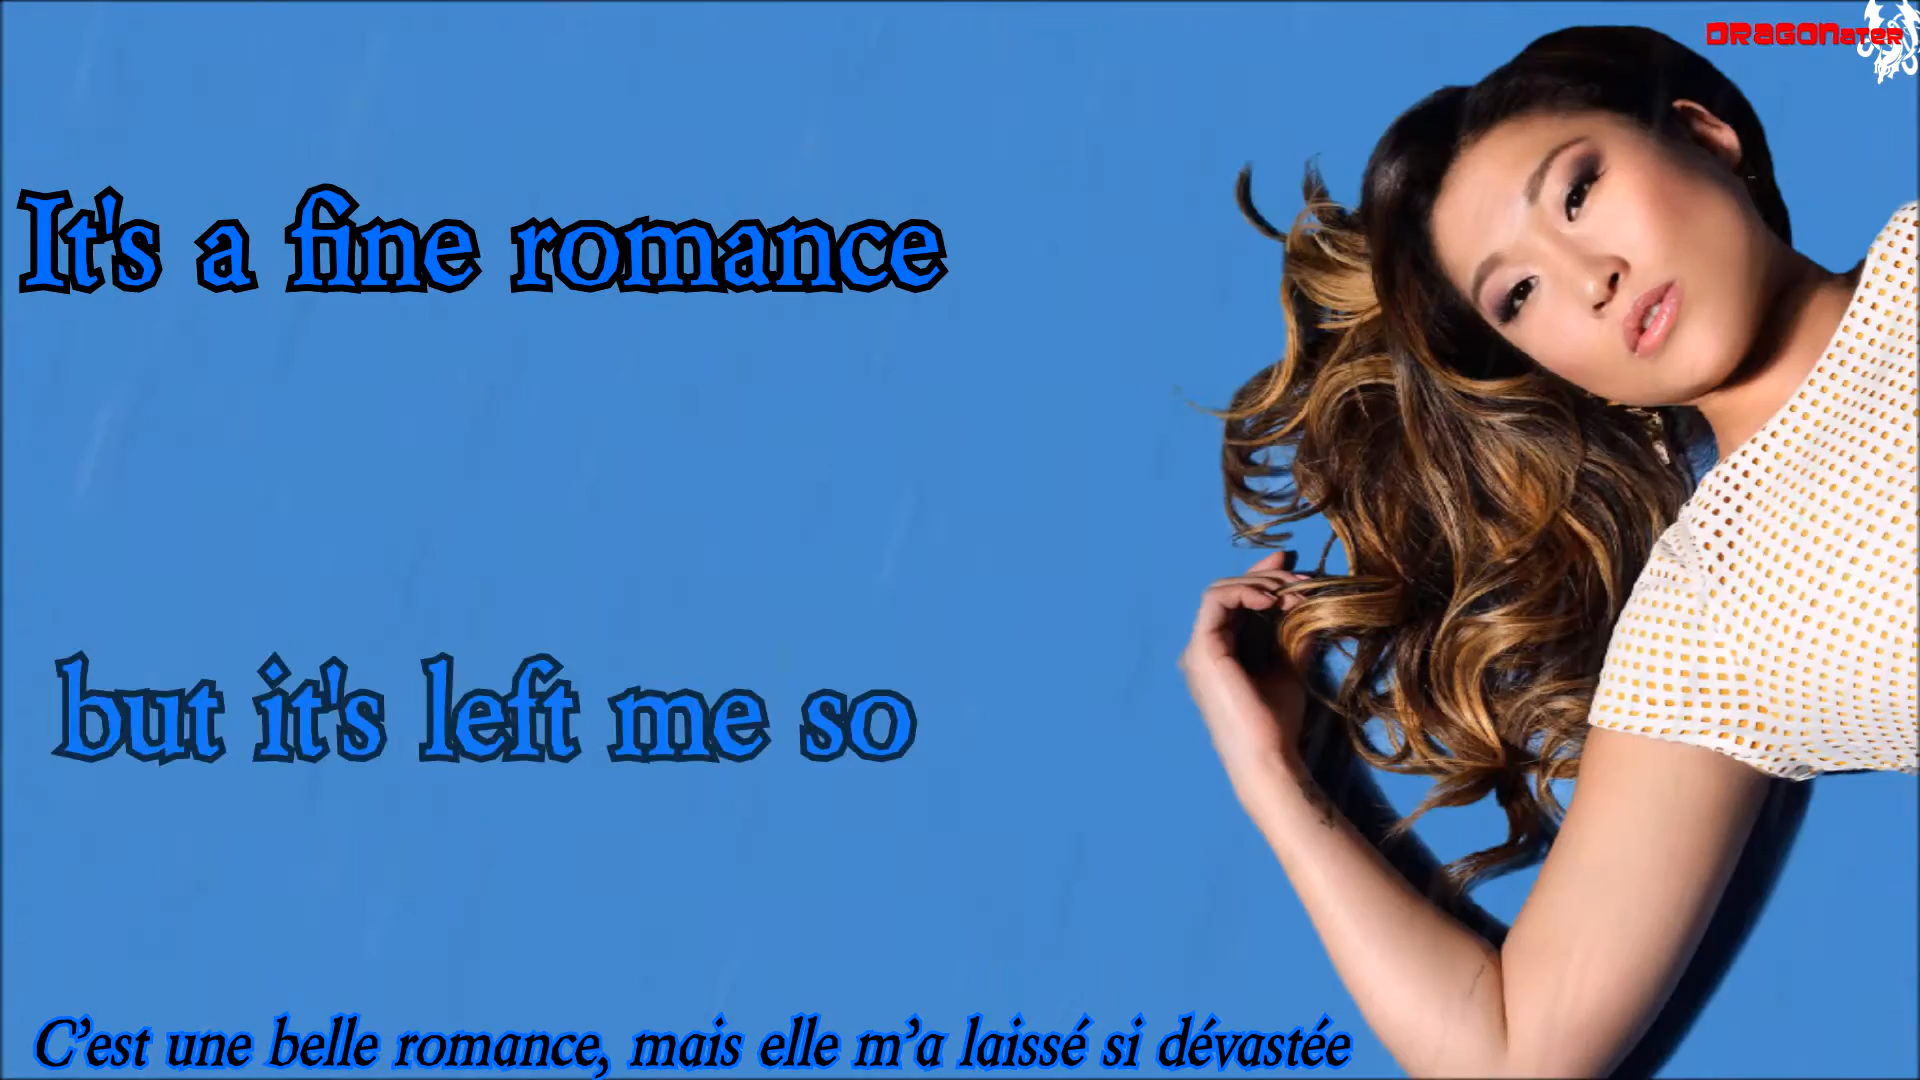 DRAGONater
It's a fine romance
but it's left me so
C’est une belle romance, mais elle m’a laissé si dévastée